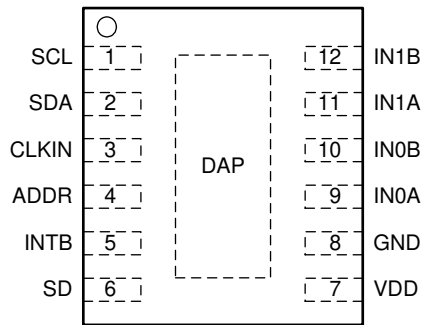 SCL 1 12 IN1B
SDA 2 11 IN1A
CLKIN 3 10 IN0B
DAP
ADDR 4 9 IN0A
INTB 5 8 GND
SD 6 7 VDD